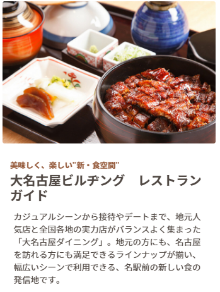 美味しく、楽しい"新・食空間"
大名古屋ビルヂング　レストラン
ガイド
カジュアルシーンから接待やデートまで、地元人
気店と全国各地の実力店がバランスよく集まった
「大名古屋ダイニング」。地元の方にも、名古屋
を訪れる方にも満足できるラインナップが揃い、
幅広いシーンで利用できる、名駅前の新しい食の
発信地です。